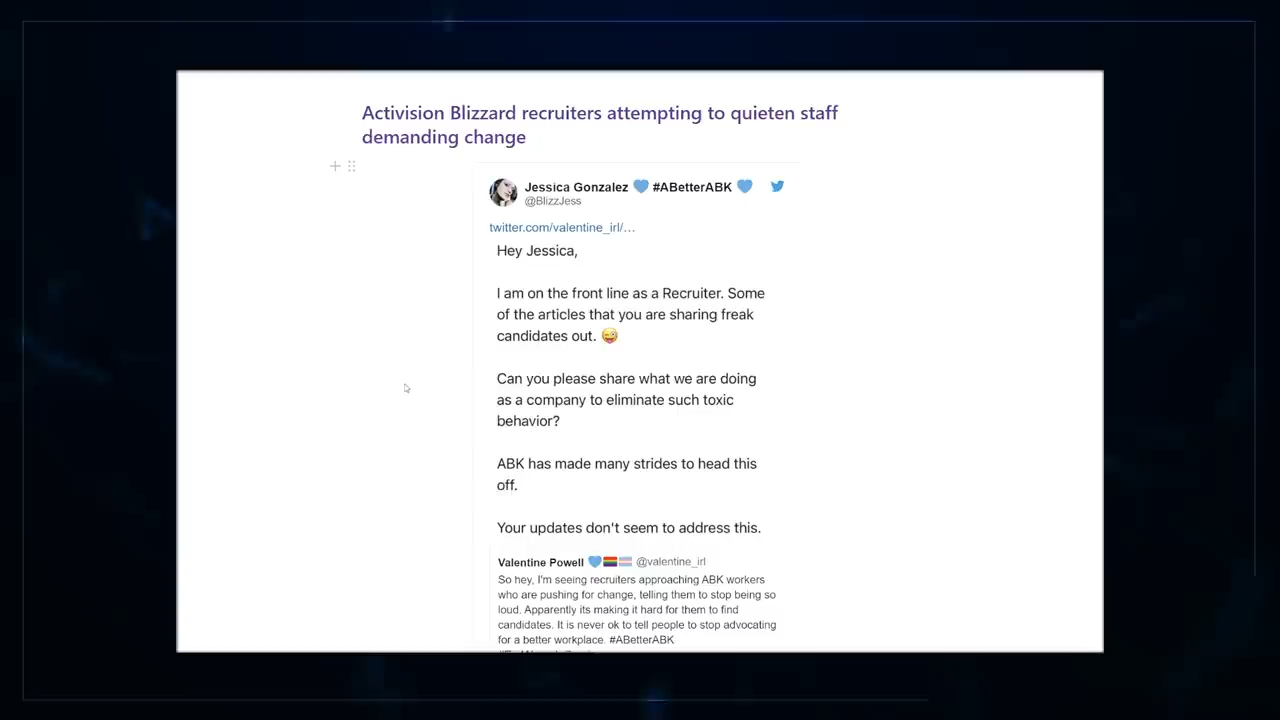 Activision Blizzard recruiters attempting to quieten staff
demanding change
Jessica Gonzalez 💙 #ABetterABK 💙
@BlizzJess
twitter.com/valentine_irl/…
Hey Jessica,
I am on the front line as a Recruiter. Some
of the articles that you are sharing freak
candidates out. 😜
Can you please share what we are doing
as a company to eliminate such toxic
behavior?
ABK has made many strides to head this
off.
Your updates don't seem to address this.
Valentine Powell 💙🏳️‍🌈🏳️‍⚧️ @valentine_irl
So hey, I'm seeing recruiters approaching ABK workers
who are pushing for change, telling them to stop being so
loud. Apparently its making it hard for them to find
candidates. It is never ok to tell people to stop advocating
for a better workplace. #ABetterABK